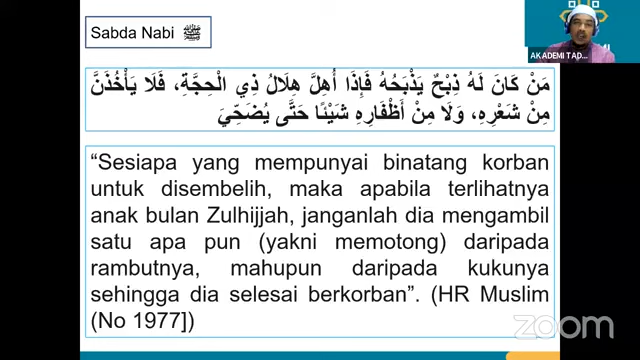 Sabda Nabi ﷺ
AKADEMI TAD...
مَنْ كَانَ لَهُ ذِبْحٌ يَذْبَحُهُ فَإِذَا أُهِلَّ هِلَالُ ذِي الْحِجَّةِ، فَلَا يَأْخُذَنَّ
مِنْ شَعْرِهِ، وَلَا مِنْ أَظْفَارِهِ شَيْئًا حَتَّى يُضَحِّيَ
“Sesiapa yang mempunyai binatang korban
untuk disembelih, maka apabila terlihatnya
anak bulan Zulhijjah, janganlah dia mengambil
satu apa pun (yakni memotong) daripada
rambutnya, mahupun daripada kukunya
sehingga dia selesai berkorban”. (HR Muslim
(No 1977])
zoom